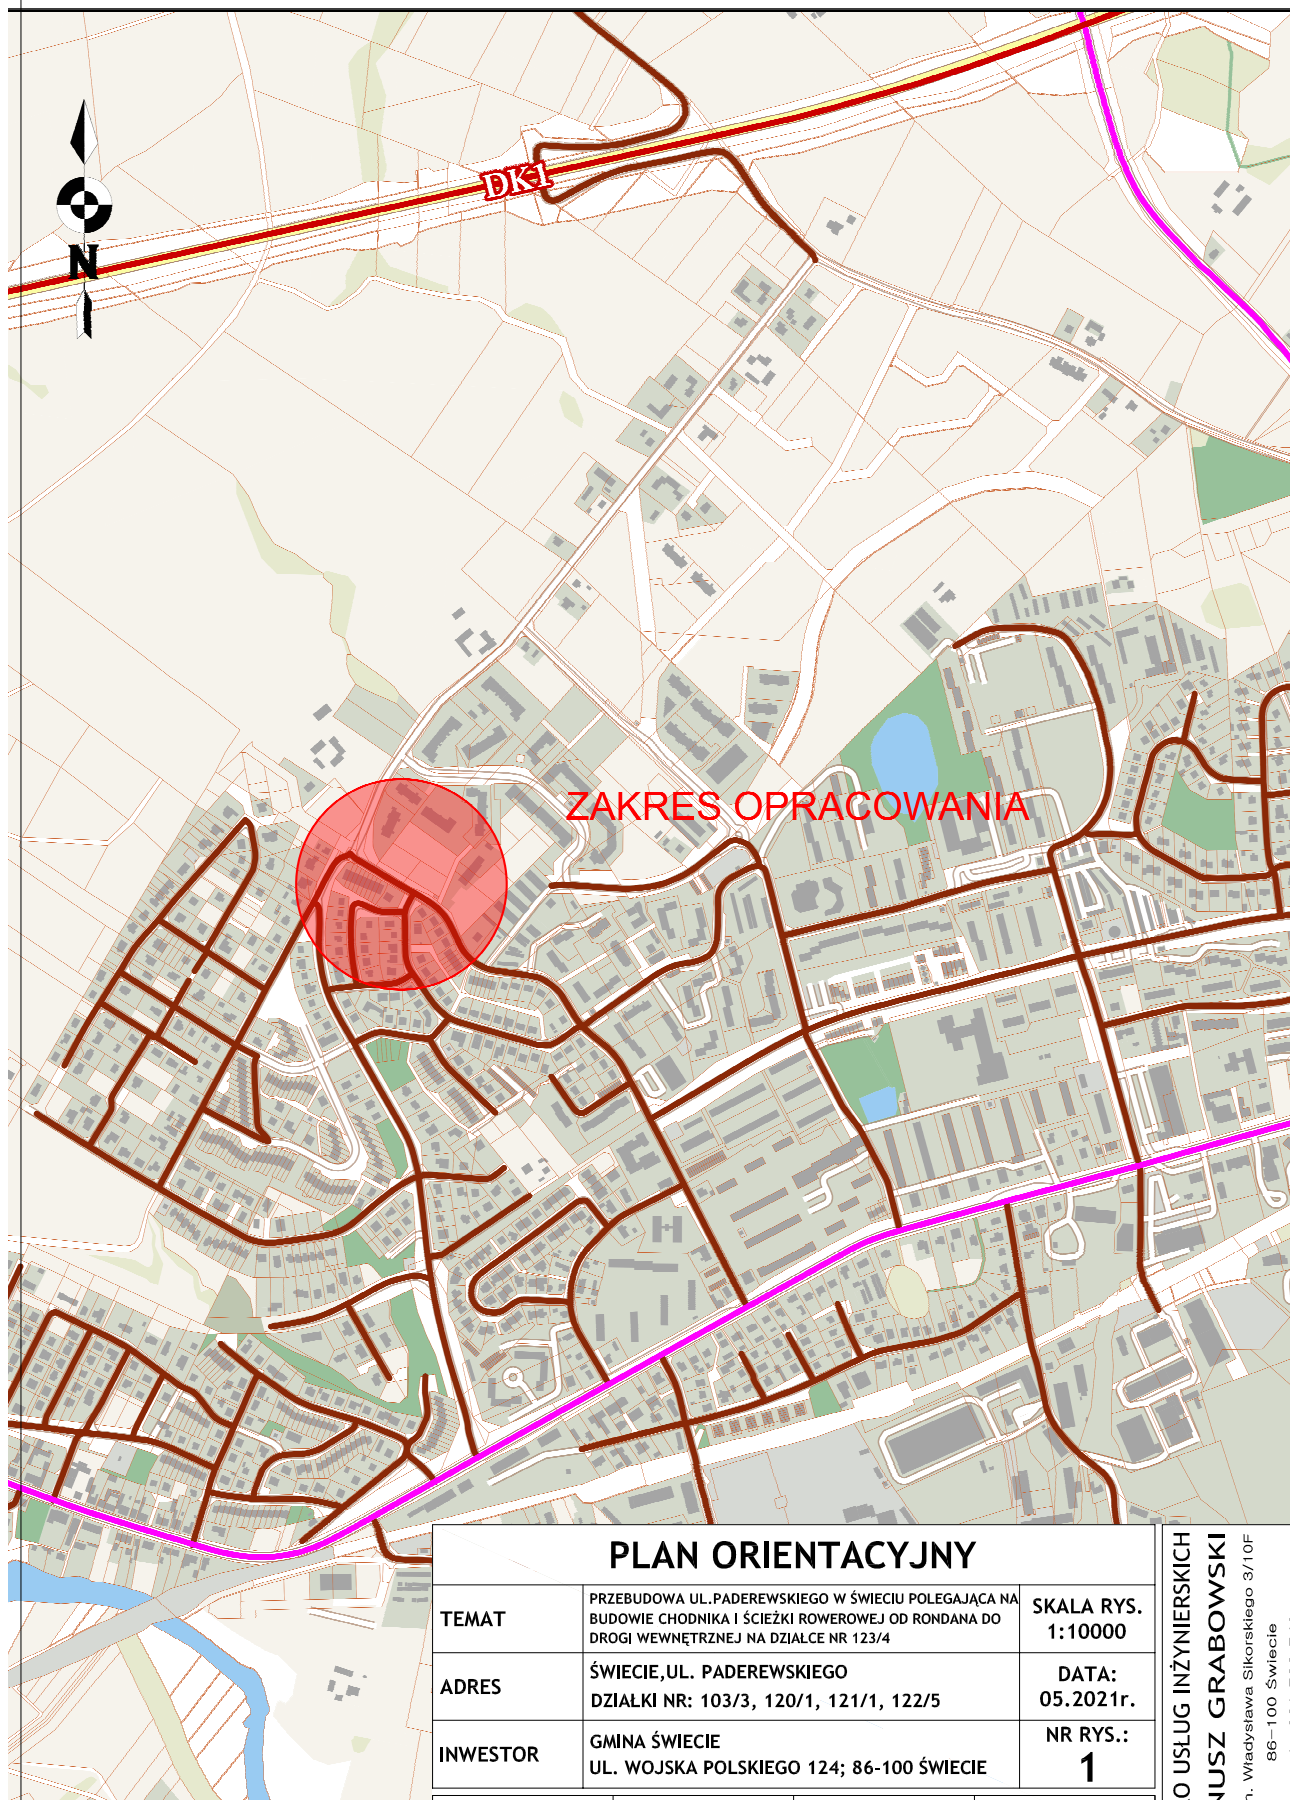 DK1
N
ZAKRES OPRACOWANIA
PLAN ORIENTACYJNY
TEMAT
PRZEBUDOWA UL.PADEREWSKIEGO W ŚWIECIU POLEGAJĄCA NA
BUDOWIE CHODNIKA I ŚCIEŻKI ROWEROWEJ OD RONDANA DO
DROGI WEWNĘTRZNEJ NA DZIAŁCE NR 123/4
SKALA RYS.
1:10000
ADRES
ŚWIECIE,UL. PADEREWSKIEGO
DZIAŁKI NR: 103/3, 120/1, 121/1, 122/5
DATA:
05.2021r.
INWESTOR
GMINA ŚWIECIE
UL. WOJSKA POLSKIEGO 124; 86-100 ŚWIECIE
NR RYS.:
1
O USŁUG INŻYNIERSKICH
NUSZ GRABOWSKI
n. Władysława Sikorskiego 3/10F
86-100 Świecie